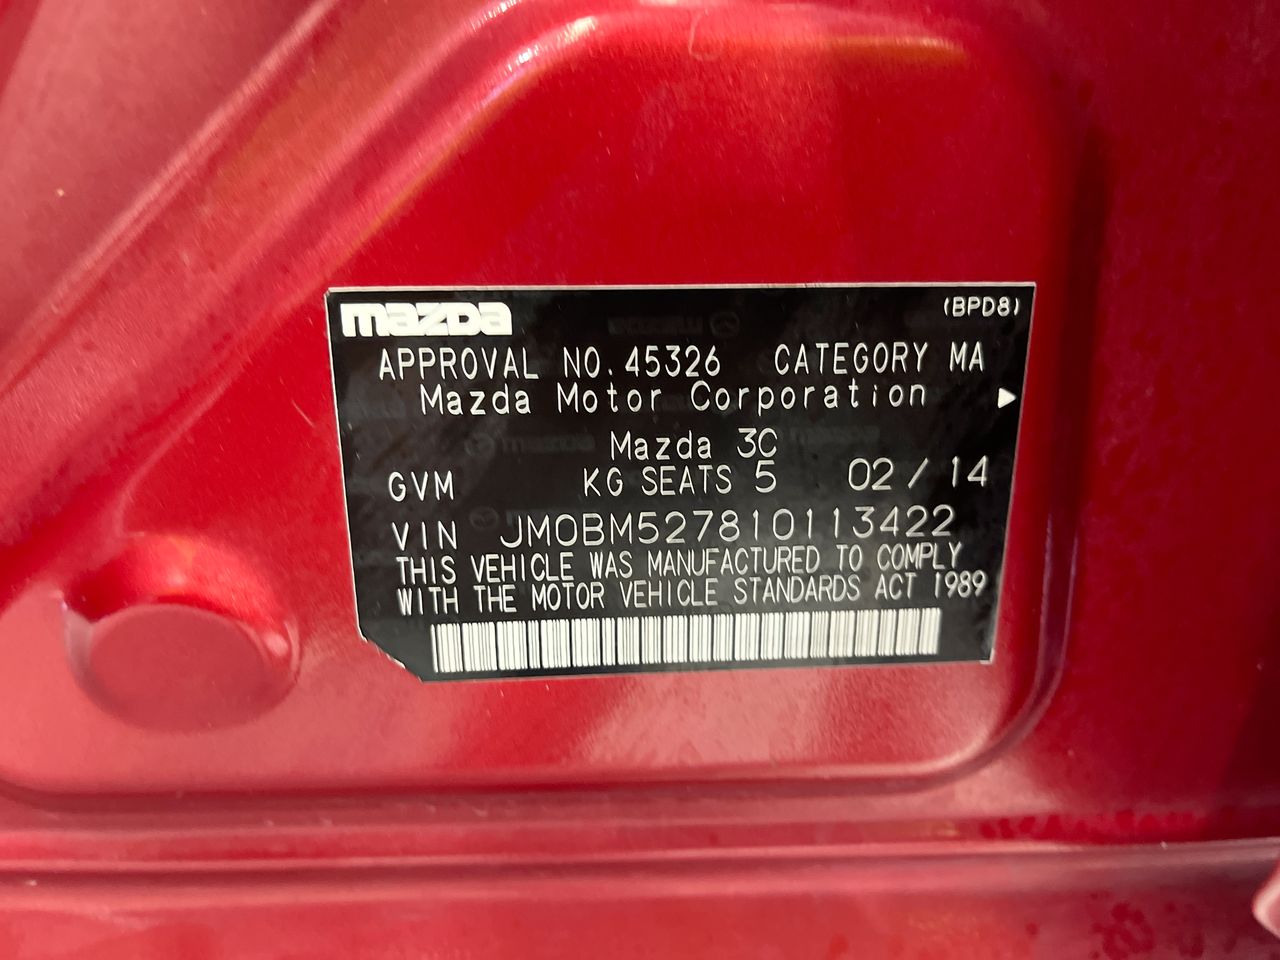 mazda (BPD8)
APPROVAL NO. 45326 CATEGORY MA
Mazda Motor Corporation ▶
Mazda 3C
GVM KG SEATS 5 02/14
VIN JM0BM527810113422
THIS VEHICLE WAS MANUFACTURED TO COMPLY
WITH THE MOTOR VEHICLE STANDARDS ACT 1989